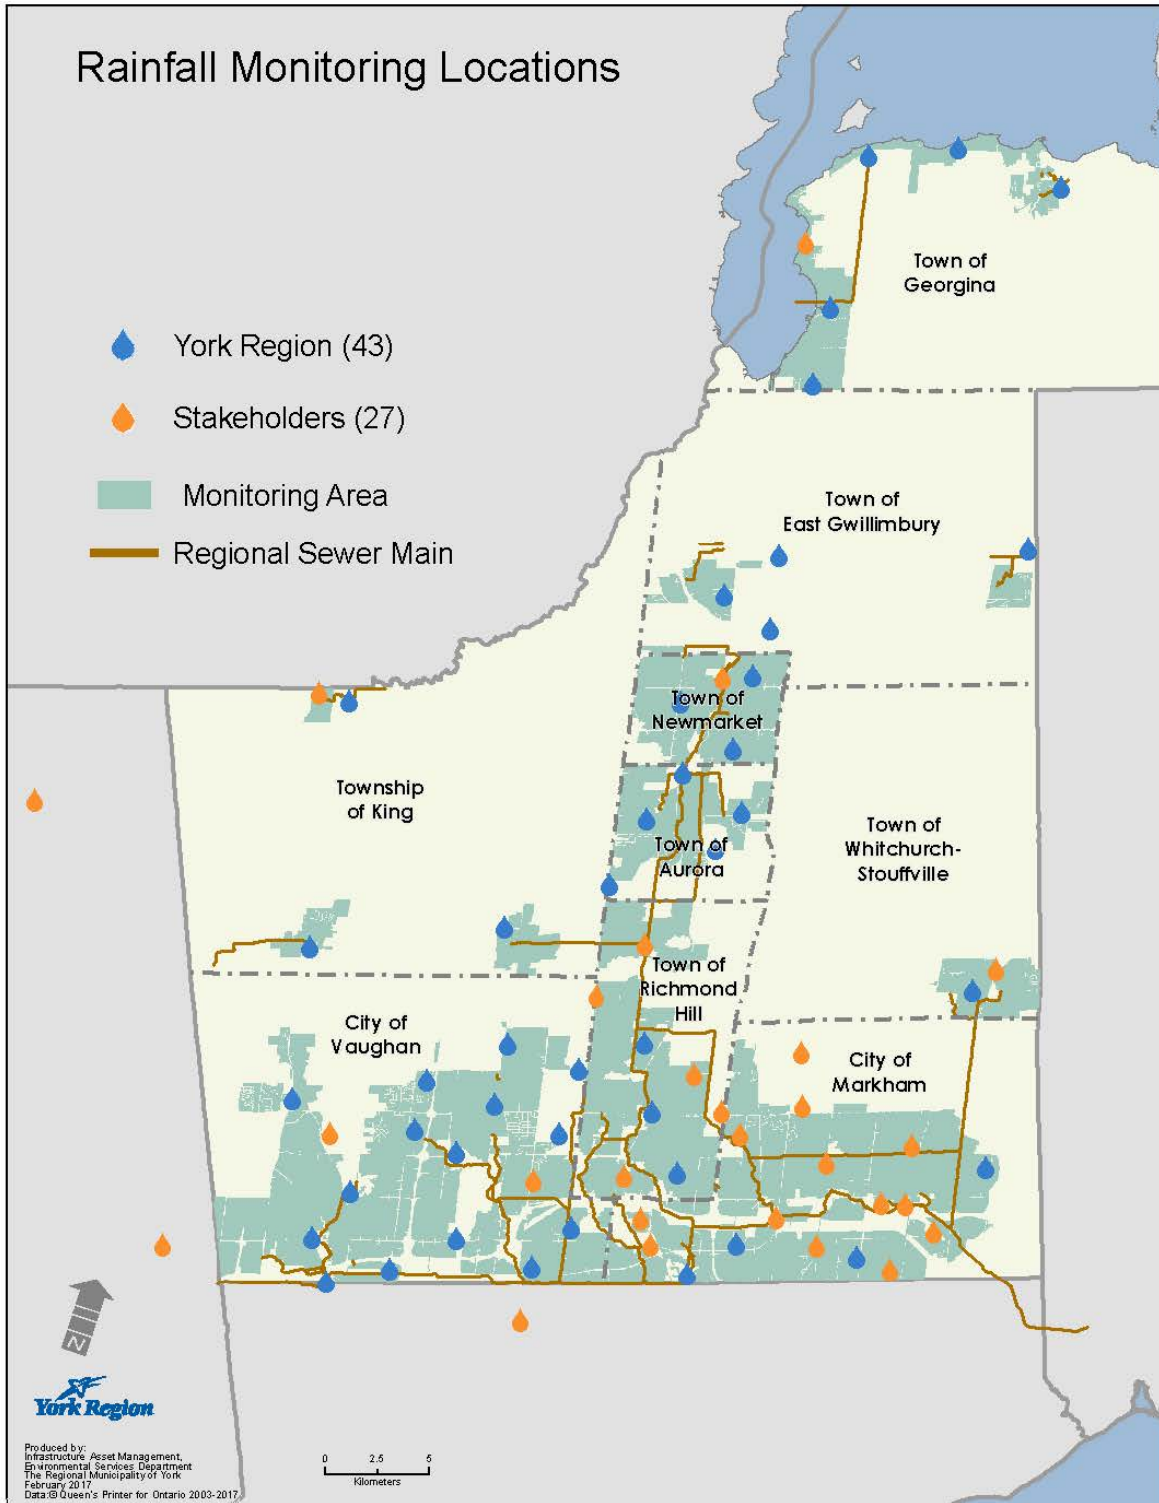 Rainfall Monitoring Locations
York Region (43)
Stakeholders (27)
Monitoring Area
Regional Sewer Main
Town of
Georgina
Town of
East Gwillimbury
Town of
Newmarket
Township
of King
Town of
Aurora
Town of
Whitchurch-
Stouffville
Town of
Richmond
Hill
City of
Vaughan
City of
Markham
N
York Region
Produced by:
Infrastructure Asset Management,
Environmental Services Department
The Regional Municipality of York
February 2017
Data:© Queen's Printer for Ontario 2003-2017
0 2.5 5
Kilometers